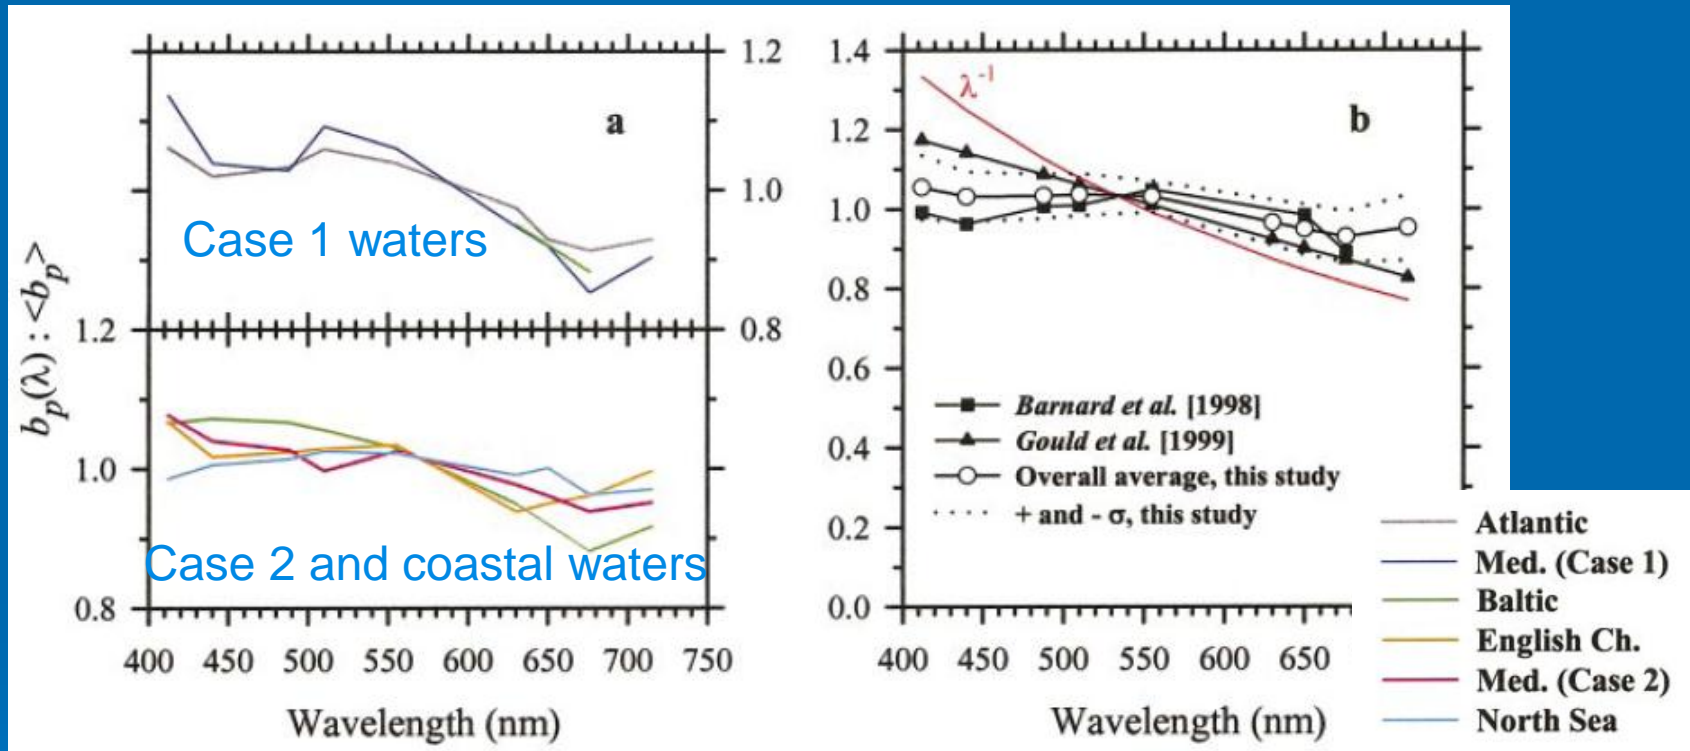 1.2
1.0
0.8
a
Case 1 waters
1.2
1.0
0.8
Case 2 and coastal waters
400 450 500 550 600 650 700 750
Wavelength (nm)
b_p(λ) : <b_p>
1.4
1.2
1.0
0.8
0.6
0.4
0.2
0.0
λ⁻¹
b
Barnard et al. [1998]
Gould et al. [1999]
Overall average, this study
+ and - σ, this study
400 450 500 550 600 650
Wavelength (nm)
Atlantic
Med. (Case 1)
Baltic
English Ch.
Med. (Case 2)
North Sea